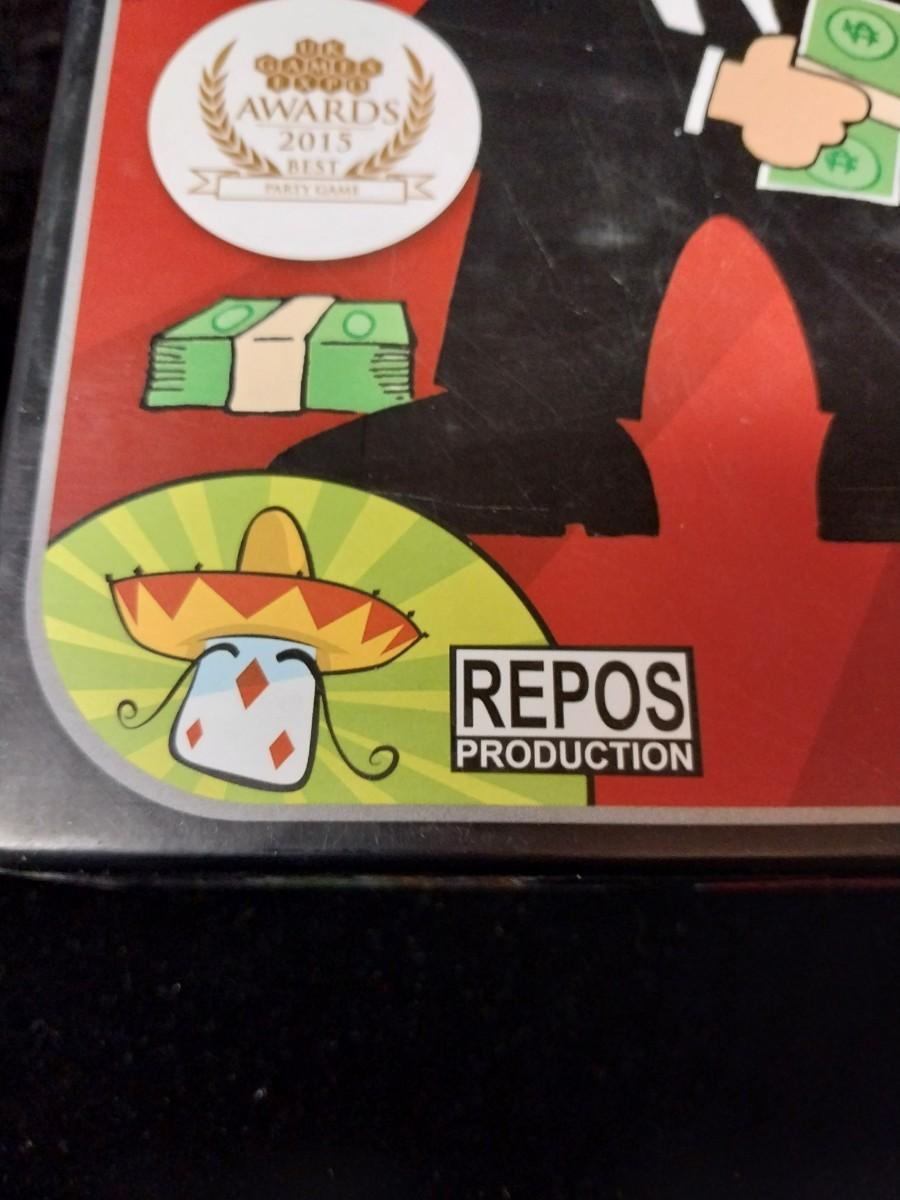 UK
GAMES
EXPO
AWARDS
2015
BEST
PARTY GAME
$
$
REPOS
PRODUCTION